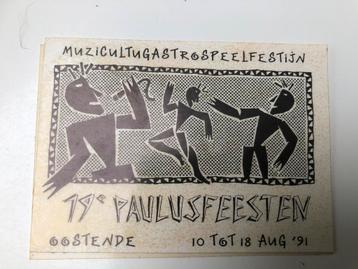 MUZICULTUGASTROSPEELFESTIJN
19e PAULUSFEESTEN
OOSTENDE 10 TOT 18 AUG '91